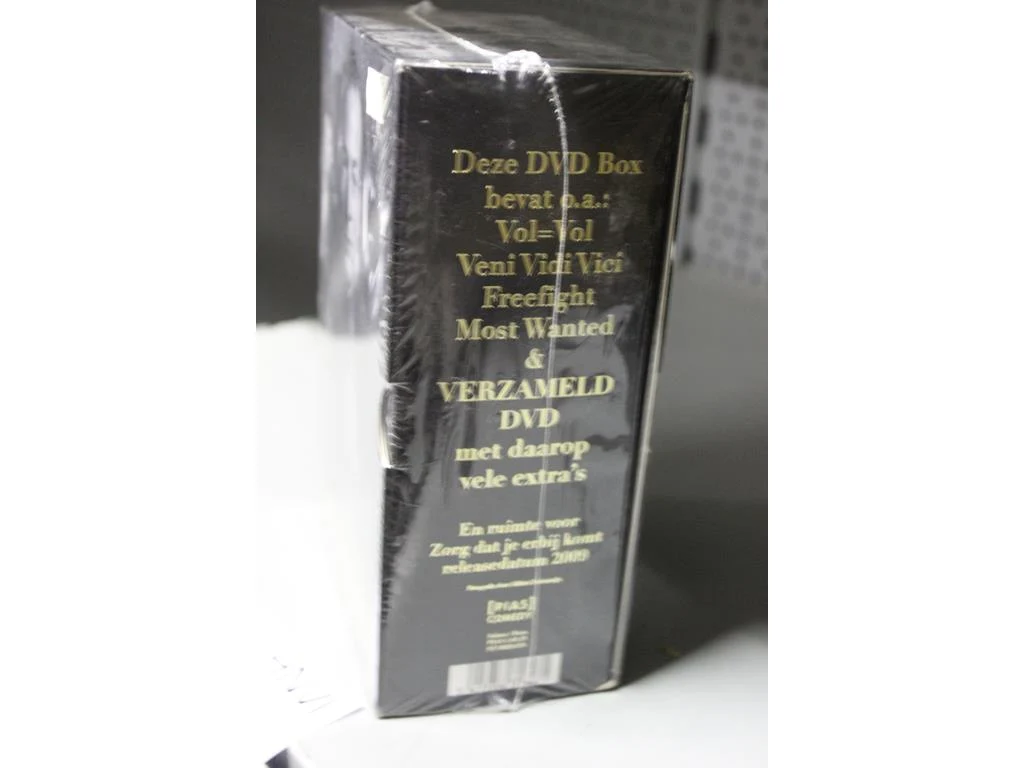 Deze DVD Box
bevat o.a.:
Vol=Vol
Veni Vidi Vici
Freefight
Most Wanted
&
VERZAMELD
DVD
met daarop
vele extra's
En ruimte voor
Zorg dat je erbij komt
releasedatum 2009
[PIAS]
COMEDY